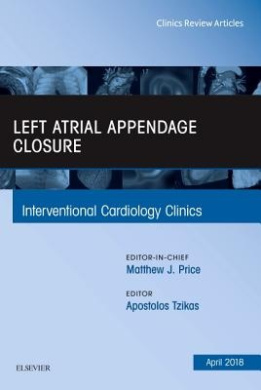 Clinics Review Articles
LEFT ATRIAL APPENDAGE
CLOSURE
Interventional Cardiology Clinics
EDITOR-IN-CHIEF
Matthew J. Price
EDITOR
Apostolos Tzikas
ELSEVIER
April 2018